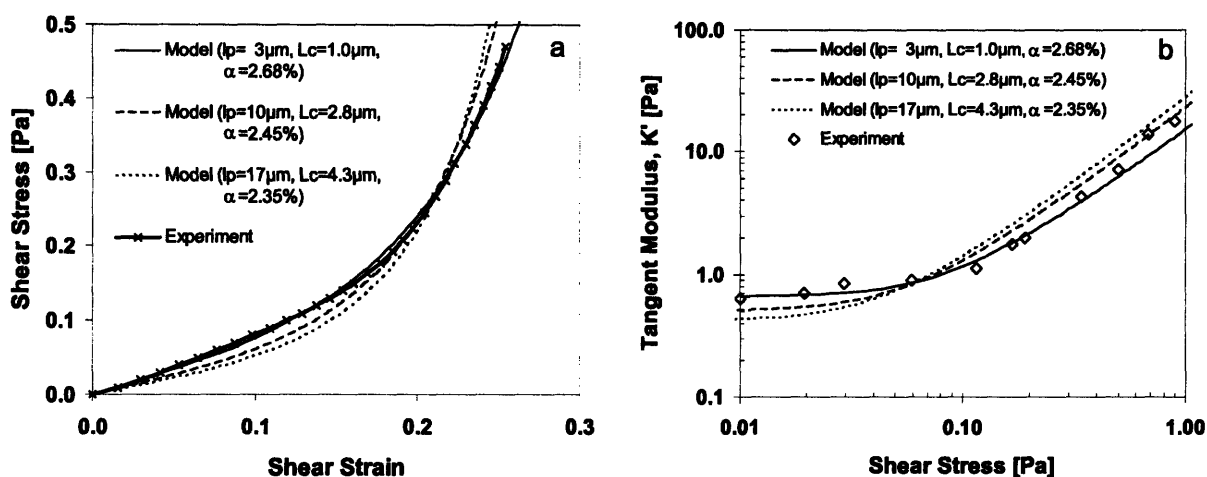 a
Shear Stress [Pa]
0.5
0.4
0.3
0.2
0.1
0.0
Model (lp= 3µm, Lc=1.0µm,
α=2.68%)
Model (lp=10µm, Lc=2.8µm,
α=2.45%)
Model (lp=17µm, Lc=4.3µm,
α=2.35%)
Experiment
0.0 0.1 0.2 0.3
Shear Strain
b
Tangent Modulus, K' [Pa]
100.0
10.0
1.0
0.1
Model (lp= 3µm, Lc=1.0µm, α=2.68%)
Model (lp=10µm, Lc=2.8µm, α=2.45%)
Model (lp=17µm, Lc=4.3µm, α=2.35%)
Experiment
0.01 0.10 1.00
Shear Stress [Pa]